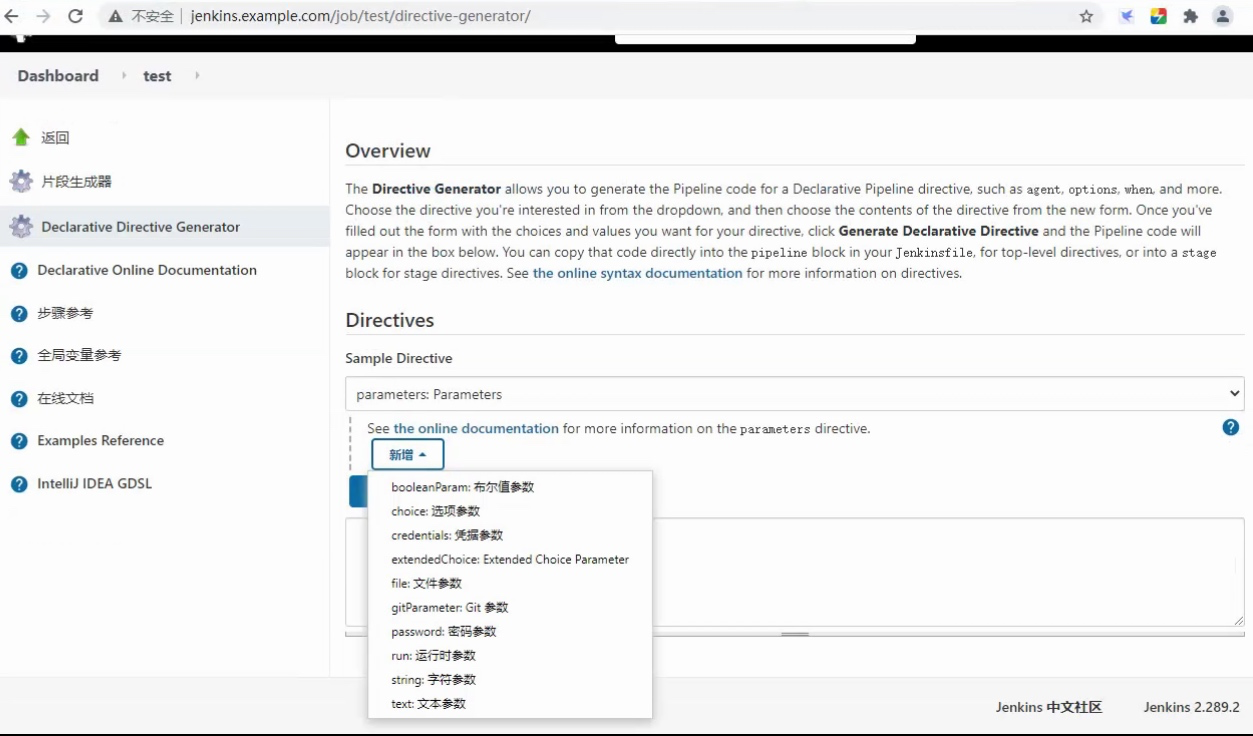 不安全 jenkins.example.com/job/test/directive-generator/
Dashboard test
返回
片段生成器
Declarative Directive Generator
Declarative Online Documentation
步骤参考
全局变量参考
在线文档
Examples Reference
IntelliJ IDEA GDSL
Overview
The Directive Generator allows you to generate the Pipeline code for a Declarative Pipeline directive, such as agent, options, when, and more.
Choose the directive you're interested in from the dropdown, and then choose the contents of the directive from the new form. Once you've
filled out the form with the choices and values you want for your directive, click Generate Declarative Directive and the Pipeline code will
appear in the box below. You can copy that code directly into the pipeline block in your Jenkinsfile, for top-level directives, or into a stage
block for stage directives. See the online syntax documentation for more information on directives.
Directives
Sample Directive
parameters: Parameters
See the online documentation for more information on the parameters directive.
新增
booleanParam: 布尔值参数
choice: 选项参数
credentials: 凭据参数
extendedChoice: Extended Choice Parameter
file: 文件参数
gitParameter: Git 参数
password: 密码参数
run: 运行时参数
string: 字符参数
text: 文本参数
Jenkins 中文社区 Jenkins 2.289.2